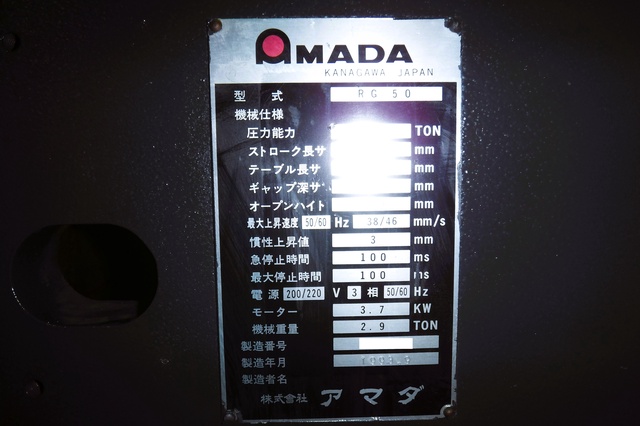 AMADA
KANAGAWA JAPAN
型式 RG 50
機械仕様
圧力能力 TON
ストローク長サ mm
テーブル長サ mm
ギャップ深サ mm
オープンハイト mm
最大上昇速度 50/60 Hz 38/46 mm/s
慣性上昇値 3 mm
急停止時間 100 ms
最大停止時間 100 ms
電源 200/220 V 3 相 50/60 Hz
モーター 3.7 KW
機械重量 2.9 TON
製造番号
製造年月
製造者名
株式会社 アマダ